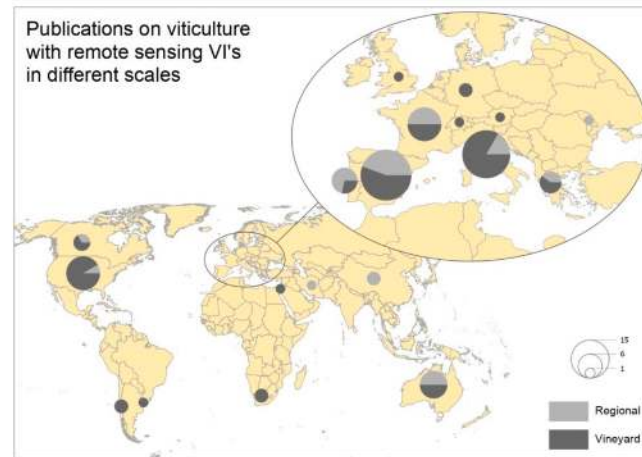 Publications on viticulture
with remote sensing VI's
in different scales
15
6
1
Regional
Vineyard